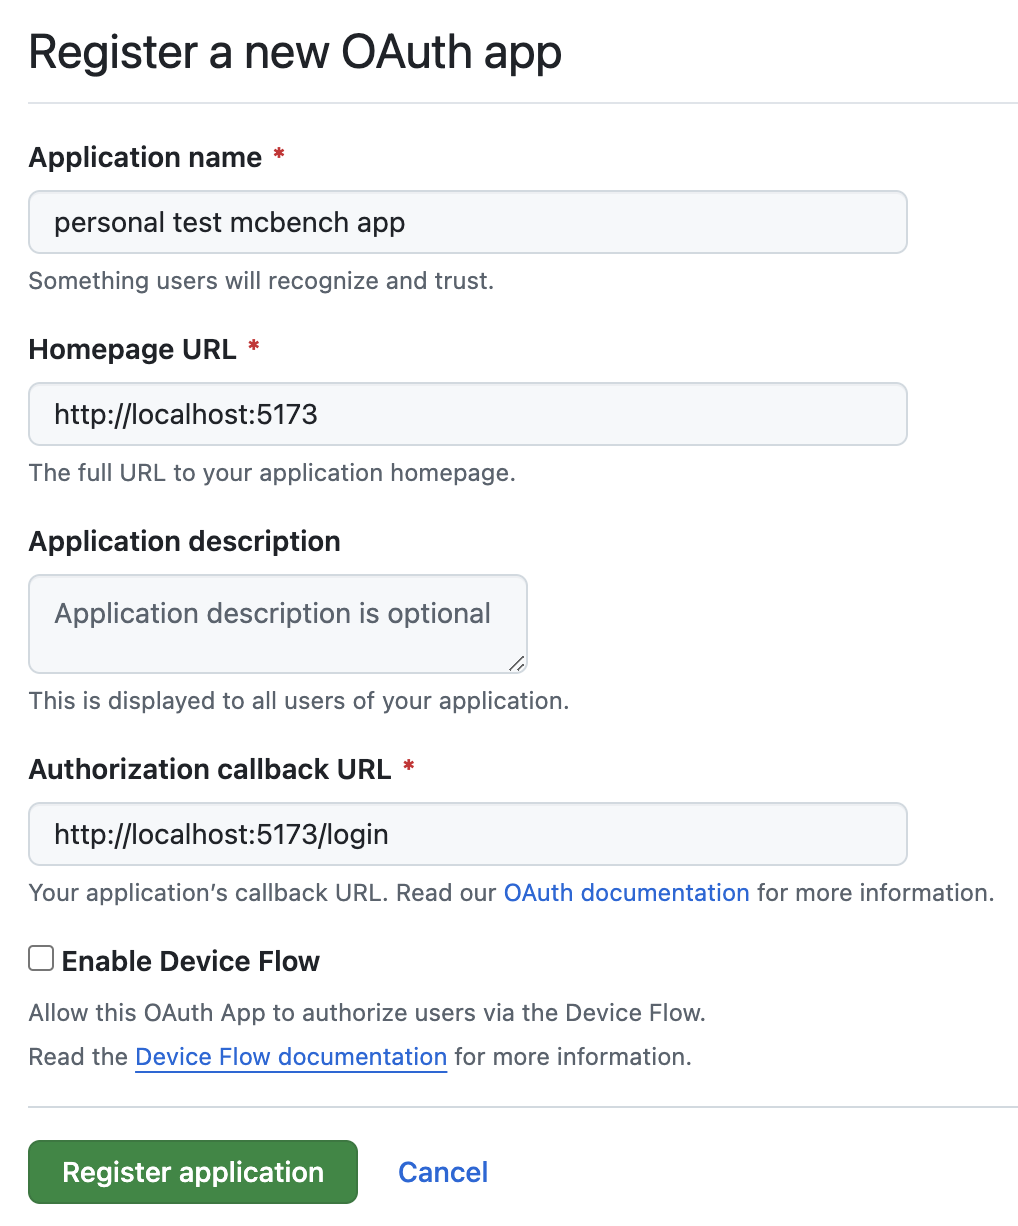 Register a new OAuth app
Application name *
personal test mcbench app
Something users will recognize and trust.
Homepage URL *
http://localhost:5173
The full URL to your application homepage.
Application description
Application description is optional
This is displayed to all users of your application.
Authorization callback URL *
http://localhost:5173/login
Your application’s callback URL. Read our OAuth documentation for more information.
Enable Device Flow
Allow this OAuth App to authorize users via the Device Flow.
Read the Device Flow documentation for more information.
Register application Cancel